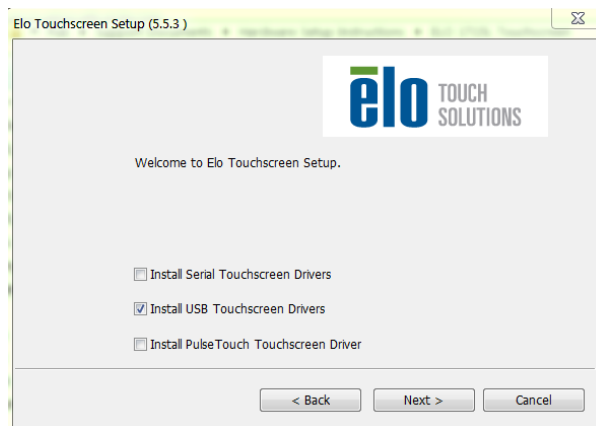 Elo Touchscreen Setup (5.5.3 )
elo TOUCH
SOLUTIONS
Welcome to Elo Touchscreen Setup.
Install Serial Touchscreen Drivers
Install USB Touchscreen Drivers
Install PulseTouch Touchscreen Driver
< Back Next > Cancel